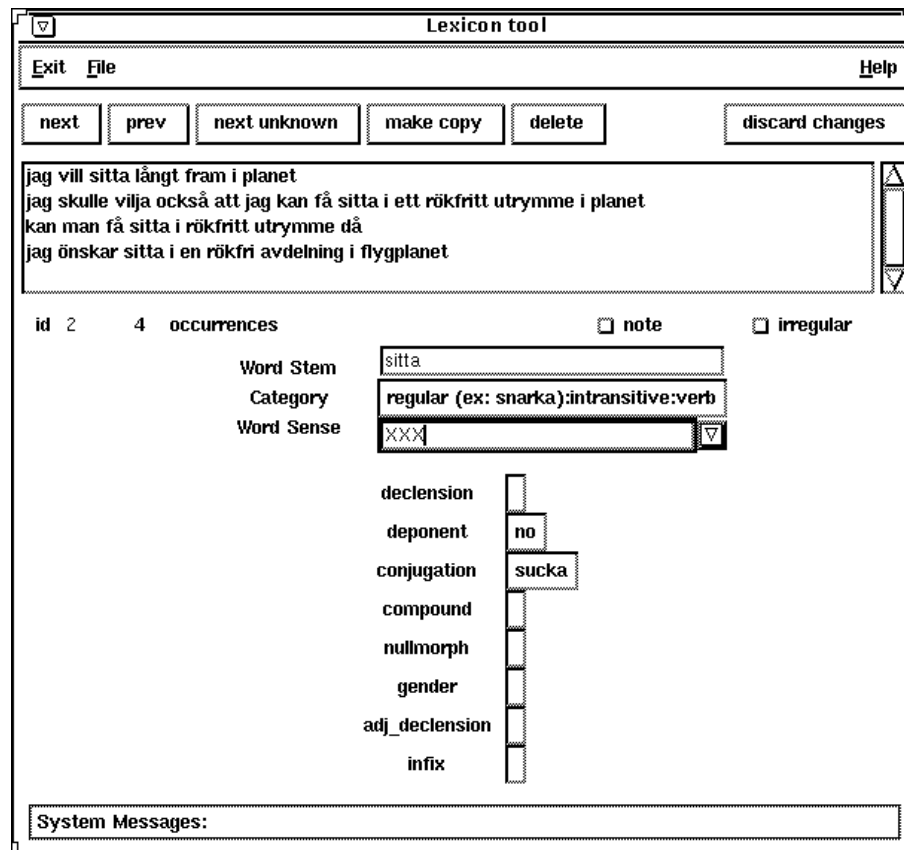 Lexicon tool
Exit File Help
next prev next unknown make copy delete discard changes
jag vill sitta långt fram i planet
jag skulle vilja också att jag kan få sitta i ett rökfritt utrymme i planet
kan man få sitta i rökfritt utrymme då
jag önskar sitta i en rökfri avdelning i flygplanet
id 2 4 occurrences note irregular
Word Stem sitta
Category regular (ex: snarka):intransitive:verb
Word Sense XXX
declension
deponent no
conjugation sucka
compound
nullmorph
gender
adj_declension
infix
System Messages: